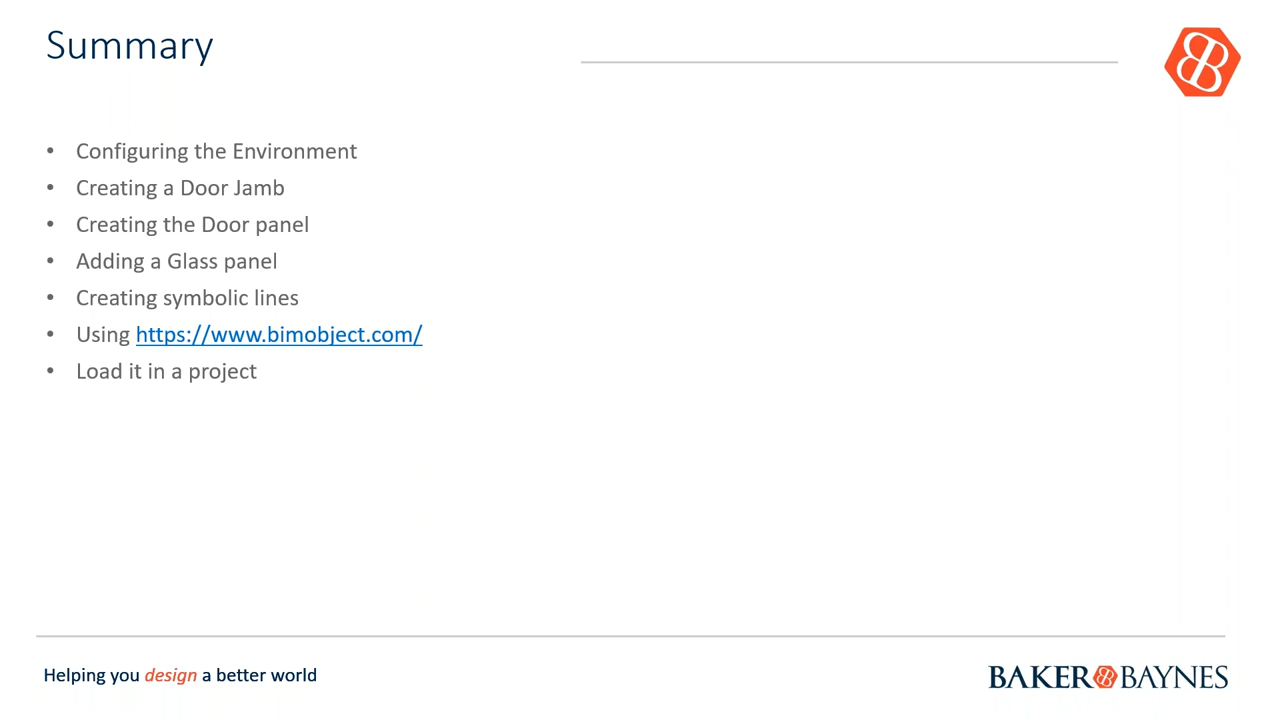 Summary
• Configuring the Environment
• Creating a Door Jamb
• Creating the Door panel
• Adding a Glass panel
• Creating symbolic lines
• Using https://www.bimobject.com/
• Load it in a project
Helping you design a better world
BAKER BAYNES